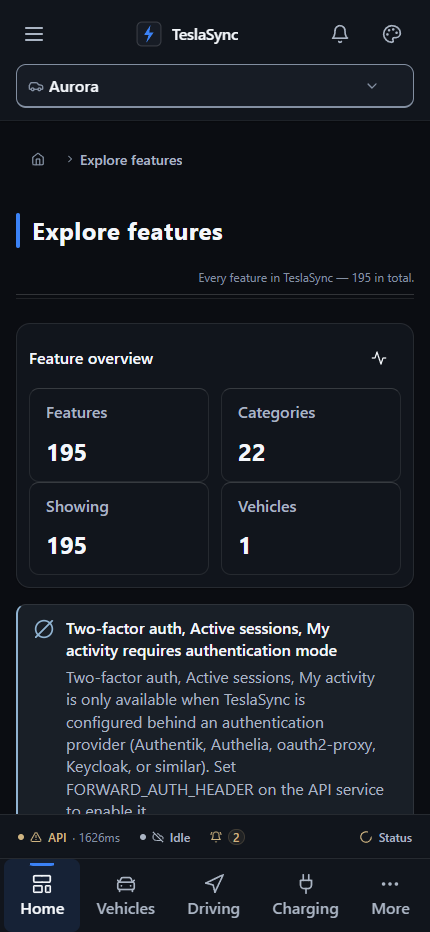 TeslaSync
Aurora
Explore features
Explore features
Every feature in TeslaSync — 195 in total.
Feature overview
Features
195
Categories
22
Showing
195
Vehicles
1
Two-factor auth, Active sessions, My
activity requires authentication mode
Two-factor auth, Active sessions, My activity
is only available when TeslaSync is
configured behind an authentication
provider (Authentik, Authelia, oauth2-proxy,
Keycloak, or similar). Set
FORWARD_AUTH_HEADER on the API service
to enable it
API · 1626ms
Idle
2
Status
Home
Vehicles
Driving
Charging
More